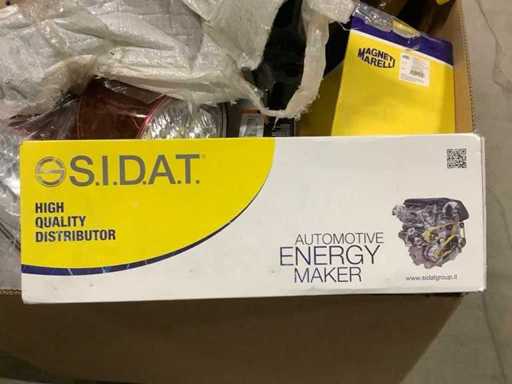 MAGNETI
MARELLI
S.I.D.A.T.
HIGH
QUALITY
DISTRIBUTOR
AUTOMOTIVE
ENERGY
MAKER
www.sidatgroup.it